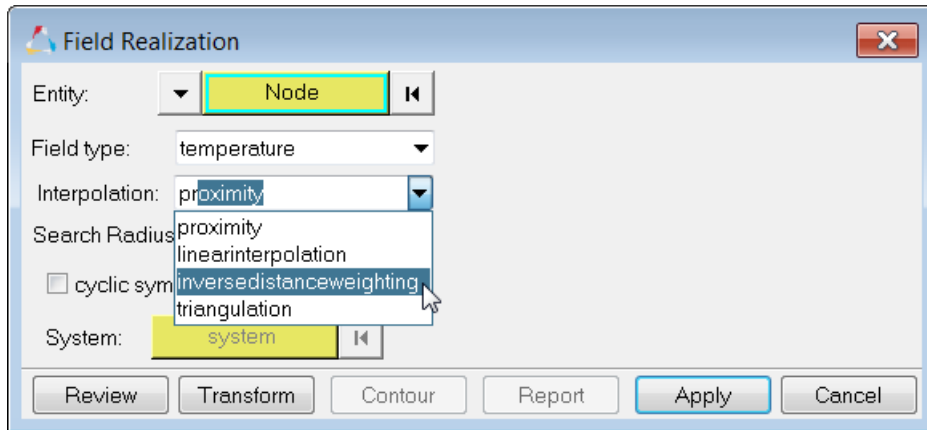 Field Realization
Entity: Node
Field type: temperature
Interpolation: proximity
proximity
Search Radius
linearinterpolation
cyclic sym inversedistanceweighting
triangulation
System: system
Review Transform Contour Report Apply Cancel